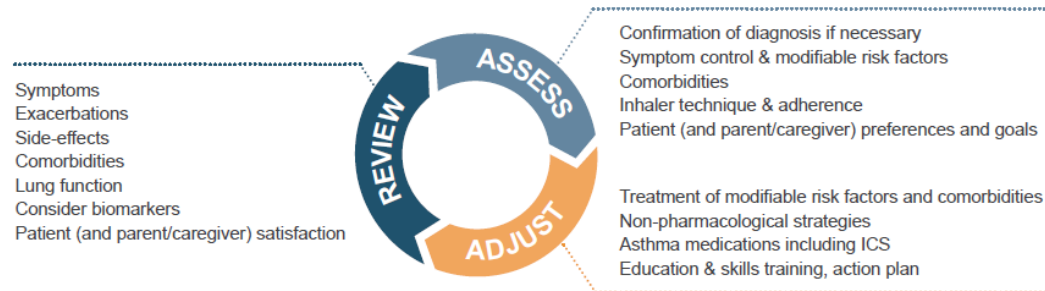 ASSESS
Confirmation of diagnosis if necessary
Symptom control & modifiable risk factors
Comorbidities
Inhaler technique & adherence
Patient (and parent/caregiver) preferences and goals
ADJUST
Treatment of modifiable risk factors and comorbidities
Non-pharmacological strategies
Asthma medications including ICS
Education & skills training, action plan
REVIEW
Symptoms
Exacerbations
Side-effects
Comorbidities
Lung function
Consider biomarkers
Patient (and parent/caregiver) satisfaction